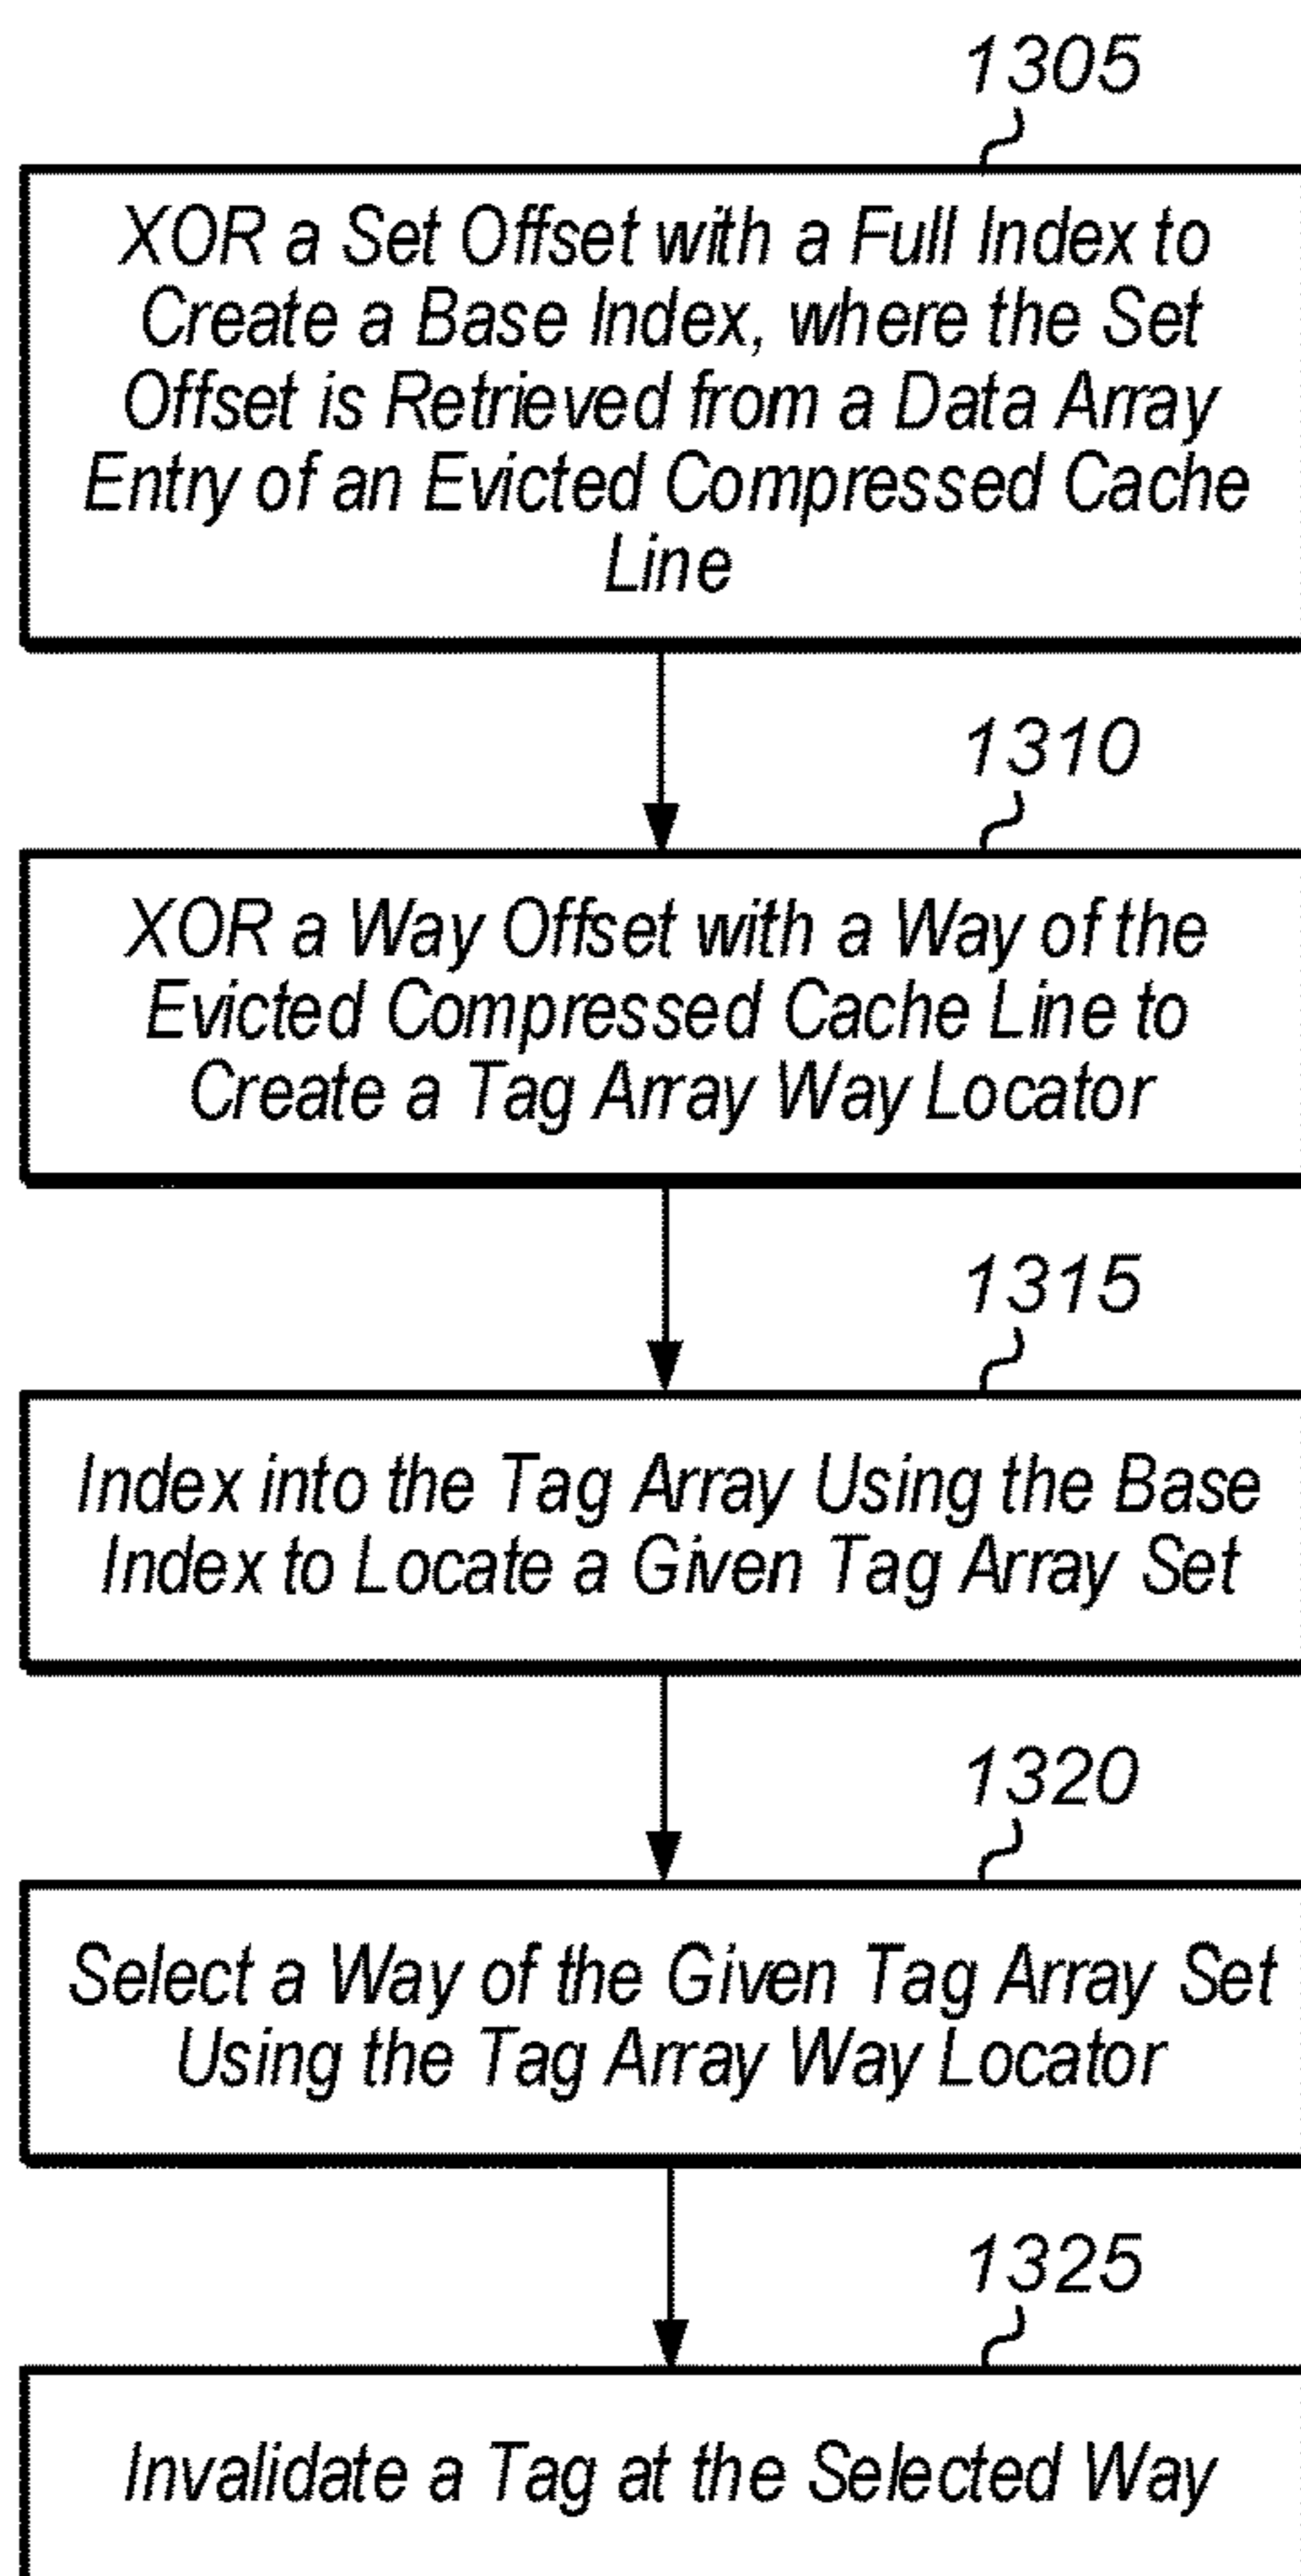 1305
XOR a Set Offset with a Full Index to
Create a Base Index, where the Set
Offset is Retrieved from a Data Array
Entry of an Evicted Compressed Cache
Line
1310
XOR a Way Offset with a Way of the
Evicted Compressed Cache Line to
Create a Tag Array Way Locator
1315
Index into the Tag Array Using the Base
Index to Locate a Given Tag Array Set
1320
Select a Way of the Given Tag Array Set
Using the Tag Array Way Locator
1325
Invalidate a Tag at the Selected Way